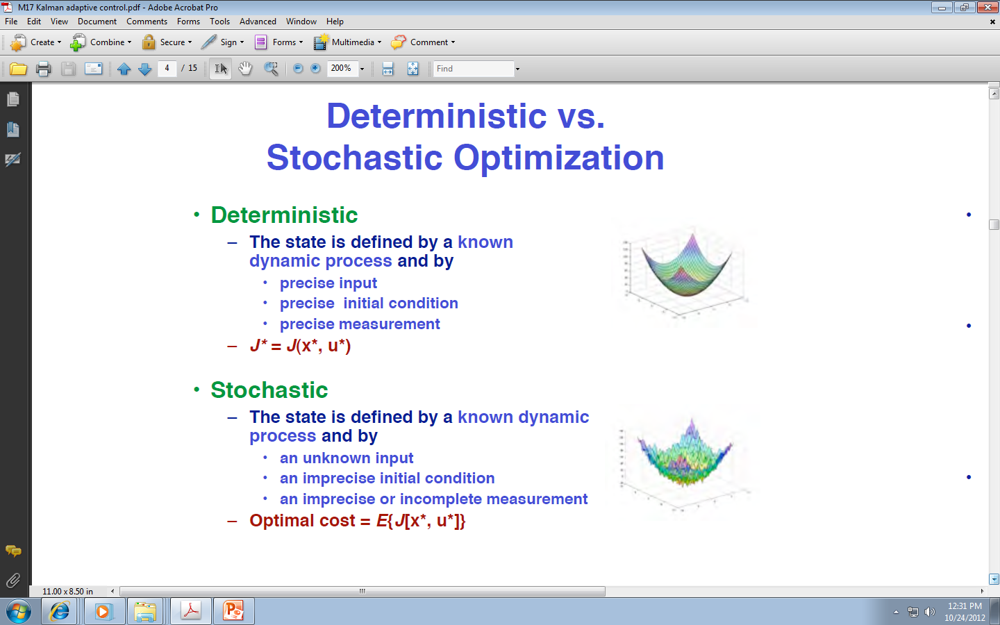 M17 Kalman adaptive control.pdf - Adobe Acrobat Pro
File Edit View Document Comments Forms Tools Advanced Window Help
Create Combine Secure Sign Forms Multimedia Comment
4 / 15 200% Find
Deterministic vs.
Stochastic Optimization
• Deterministic
– The state is defined by a known
dynamic process and by
• precise input
• precise initial condition
• precise measurement
– J* = J(x*, u*)
• Stochastic
– The state is defined by a known dynamic
process and by
• an unknown input
• an imprecise initial condition
• an imprecise or incomplete measurement
– Optimal cost = E{J[x*, u*]}
11.00 x 8.50 in
12:31 PM
10/24/2012